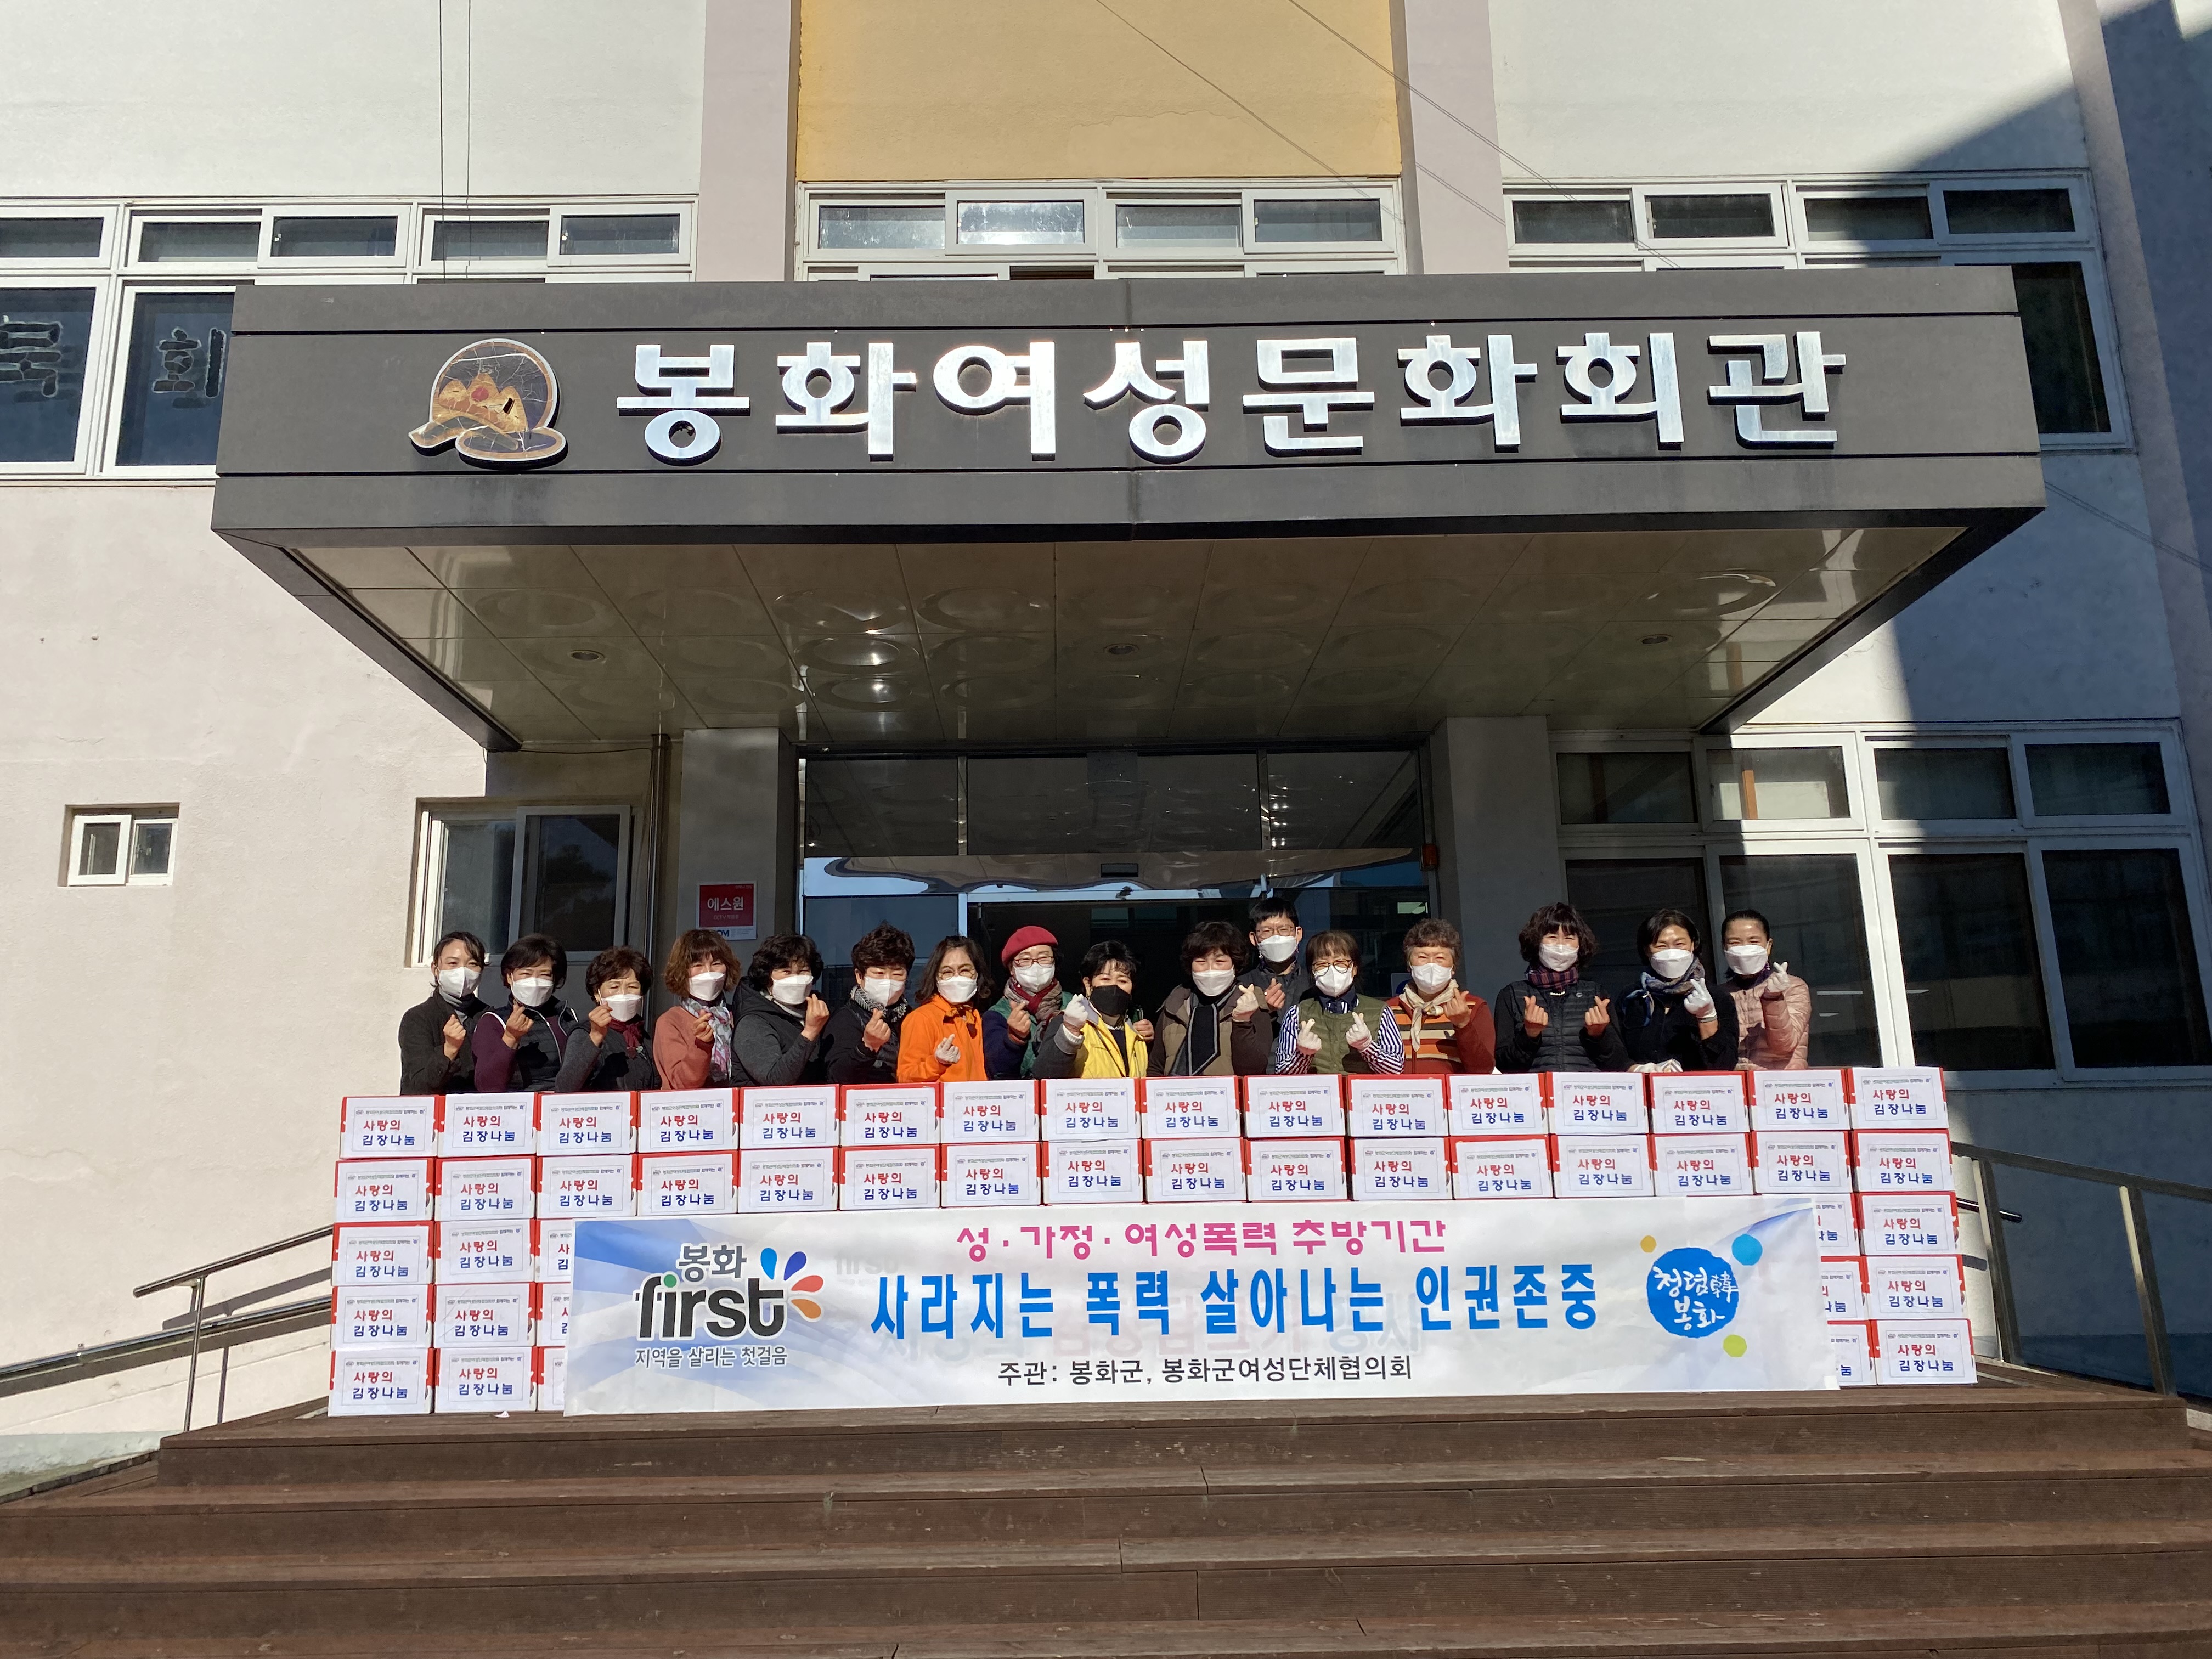 봉화여성문화회관
회
에스원
사랑의
김장나눔
성·가정·여성폭력 추방기간
봉화
first
지역을 살리는 첫걸음
사라지는 폭력 살아나는 인권존중
주관: 봉화군, 봉화군여성단체협의회
청렴韓
봉화